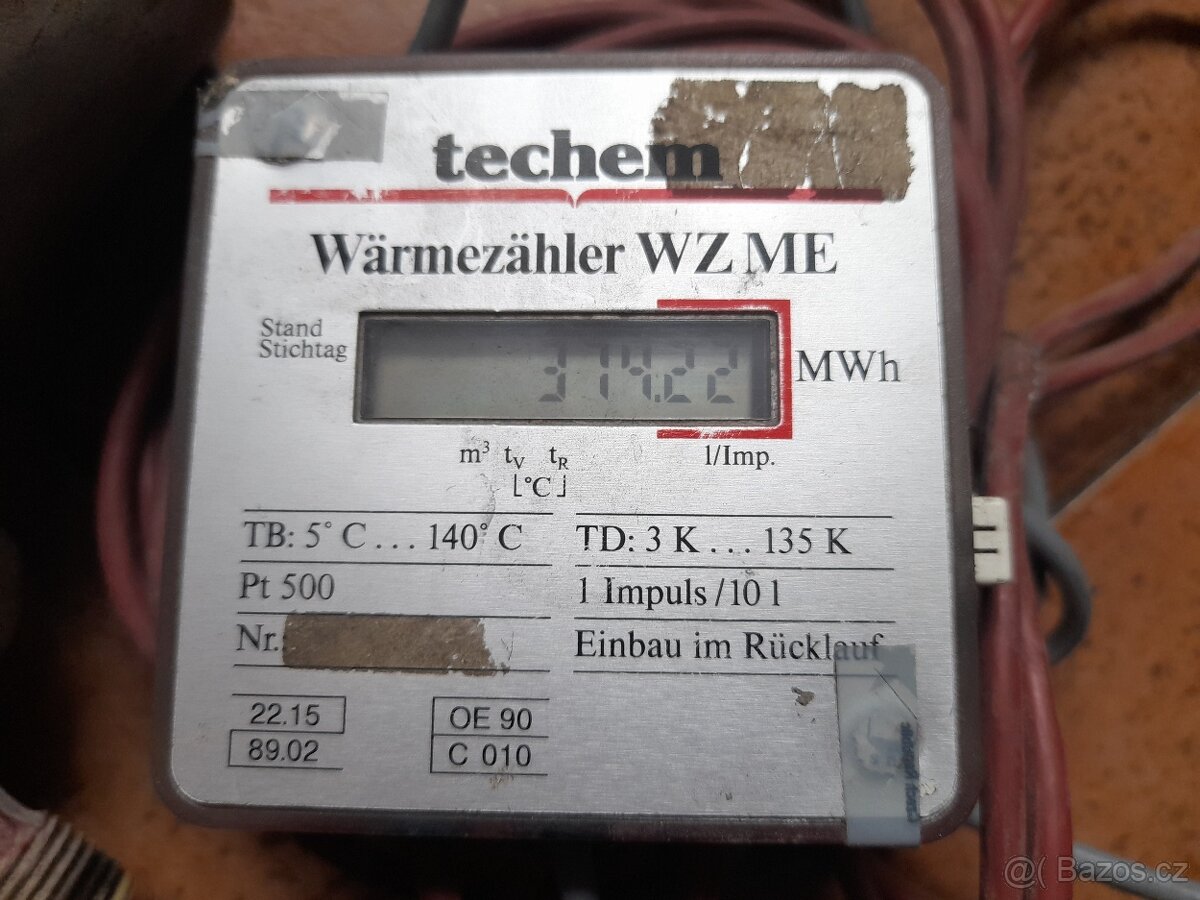 techem
Wärmezähler WZ ME
Stand
Stichtag
314.22
MWh
m³ tV tR
l/Imp.
⌊°C⌋
TB: 5° C ... 140° C
TD: 3 K ... 135 K
Pt 500
1 Impuls/10 l
Nr.
Einbau im Rücklauf
22.15
OE 90
89.02
C 010
@( Bazos.cz